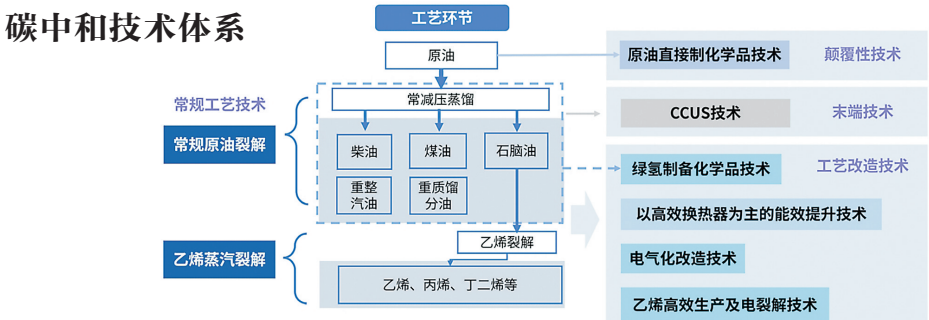 碳中和技术体系
工艺环节
原油
原油直接制化学品技术
颠覆性技术
常规工艺技术
常减压蒸馏
CCUS技术
末端技术
常规原油裂解
柴油
煤油
石脑油
绿氢制备化学品技术
工艺改造技术
重整
汽油
重质馏
分油
以高效换热器为主的能效提升技术
乙烯裂解
乙烯蒸汽裂解
电气化改造技术
乙烯、丙烯、丁二烯等
乙烯高效生产及电裂解技术